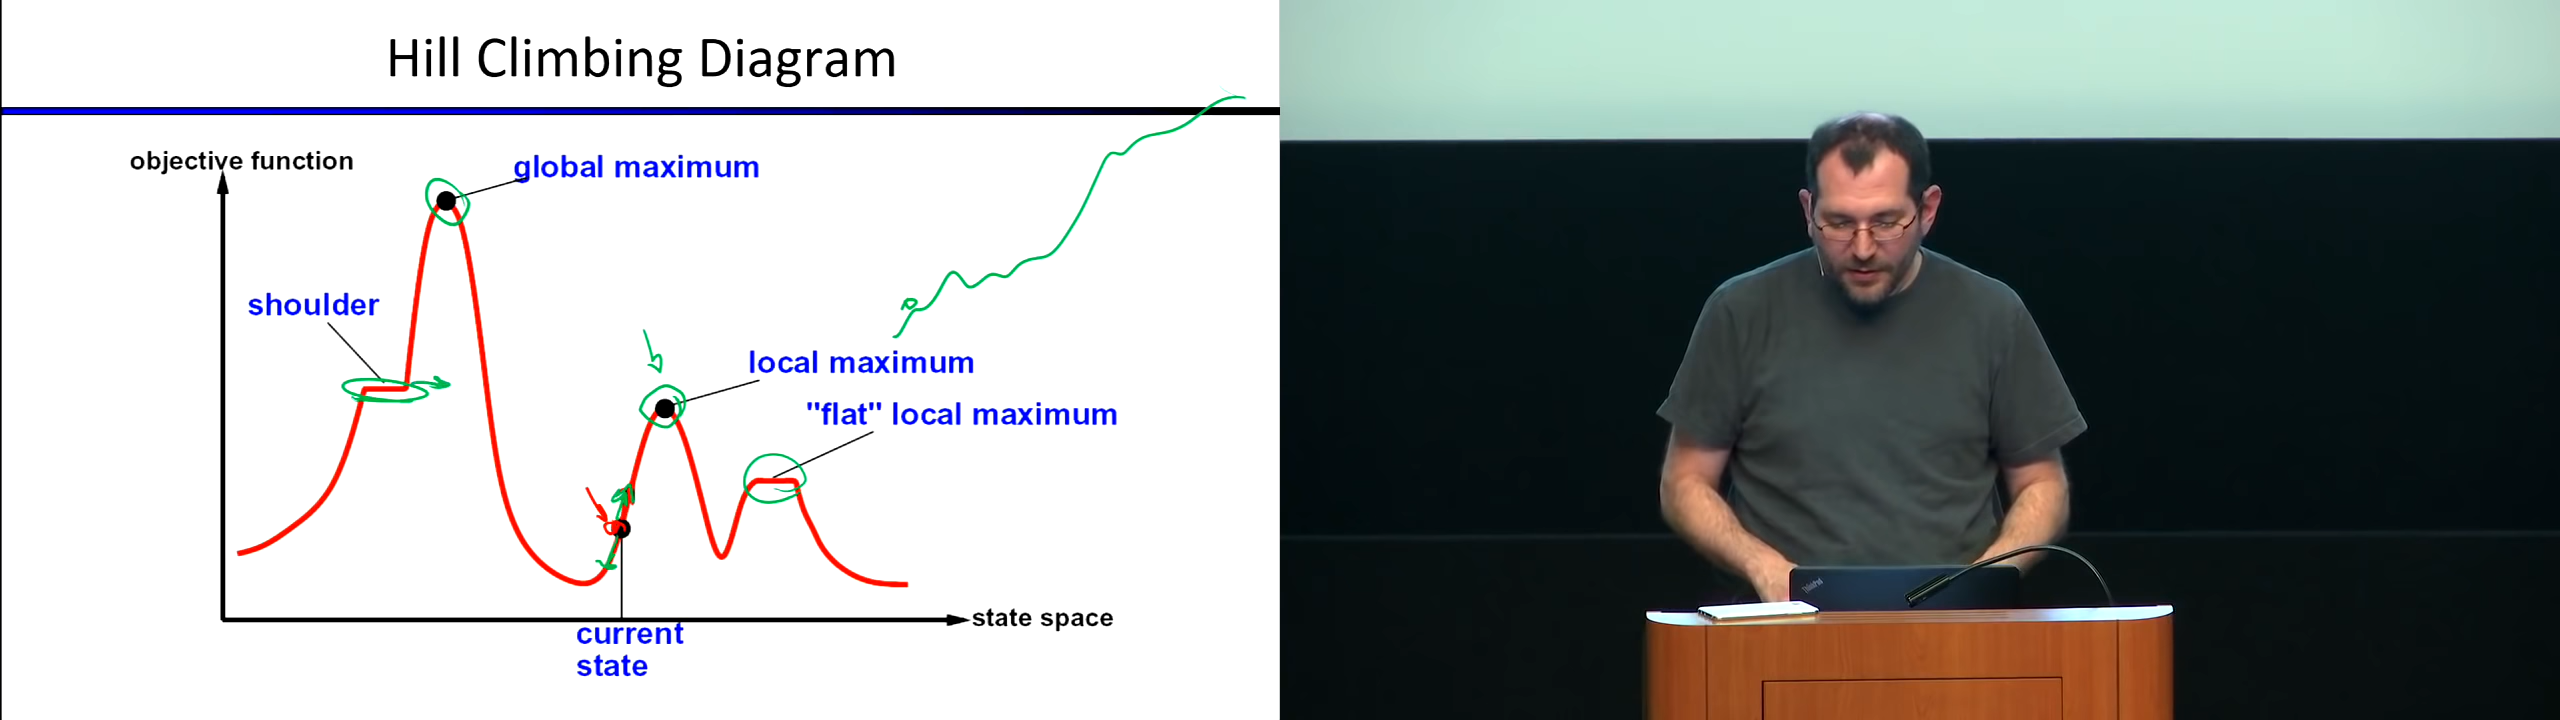 Hill Climbing Diagram
objective function
global maximum
shoulder
local maximum
"flat" local maximum
state space
current
state